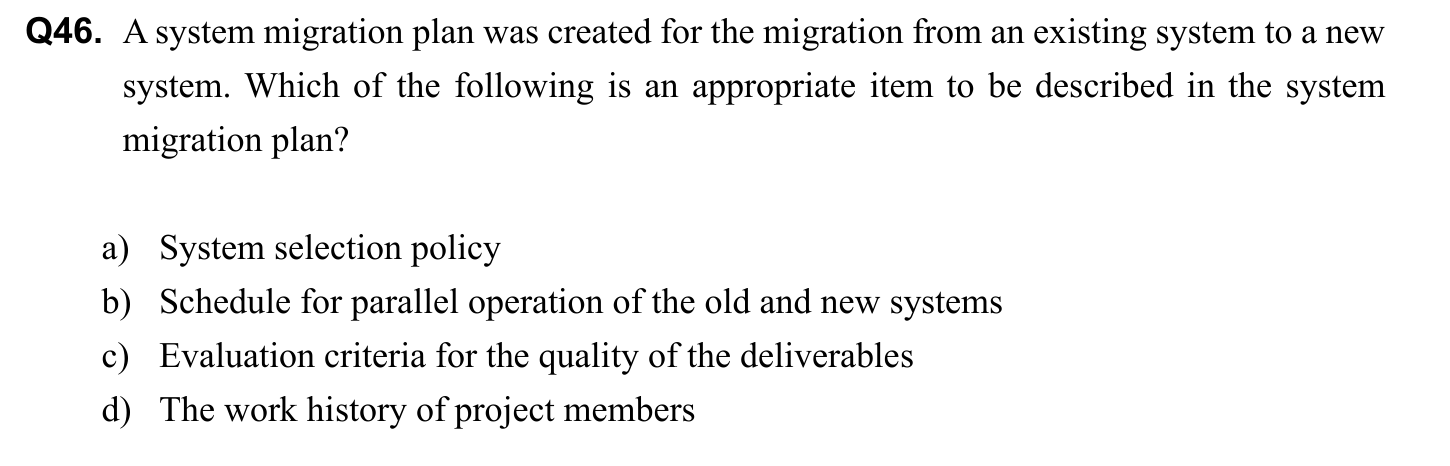 Q46. A system migration plan was created for the migration from an existing system to a new
system. Which of the following is an appropriate item to be described in the system
migration plan?
a) System selection policy
b) Schedule for parallel operation of the old and new systems
c) Evaluation criteria for the quality of the deliverables
d) The work history of project members